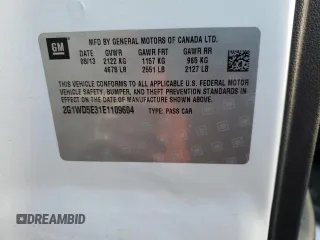 GM
MFD BY GENERAL MOTORS OF CANADA LTD.
DATE GVWR GAWR FRT GAWR RR
08/13 2122 KG 1157 KG 965 KG
4678 LB 2551 LB 2127 LB
THIS VEHICLE CONFORMS TO ALL APPLICABLE U.S. FEDERAL MOTOR
VEHICLE SAFETY, BUMPER, AND THEFT PREVENTION STANDARDS IN
EFFECT ON THE DATE OF MANUFACTURE SHOWN ABOVE.
2G1WD5E31E1109604 TYPE: PASS CAR
AUTOBIDMASTER
DREAMBID